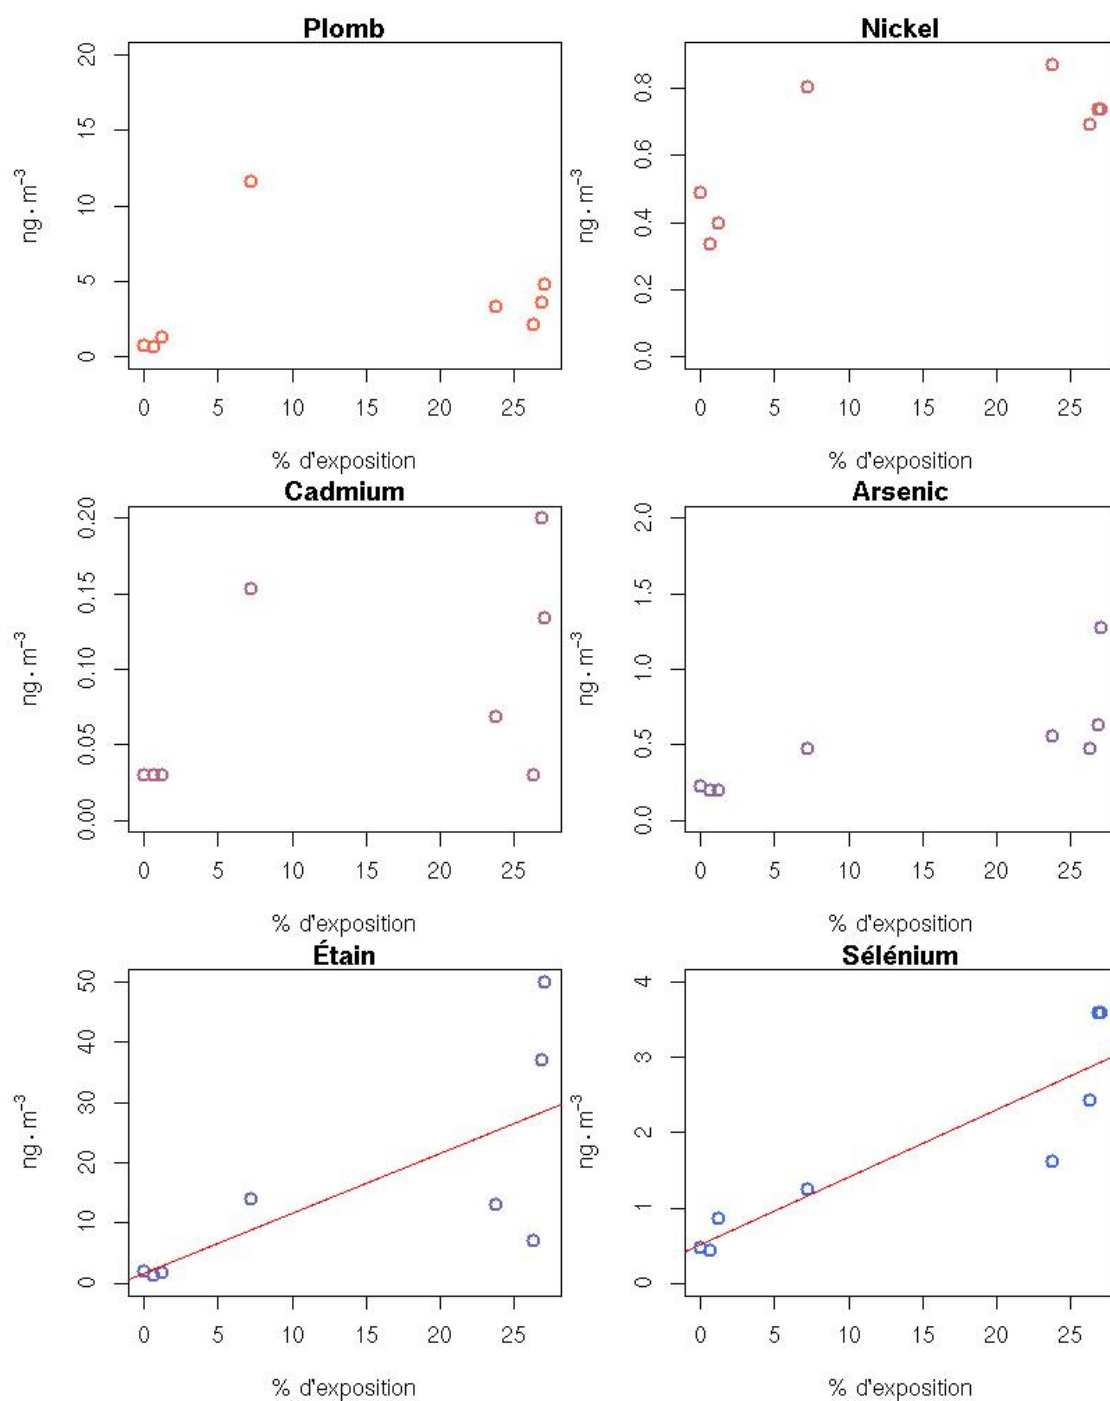 Plomb
ng · m⁻³
20
15
10
5
0
0 5 10 15 20 25
% d'exposition
Nickel
ng · m⁻³
0.8
0.6
0.4
0.2
0.0
0 5 10 15 20 25
% d'exposition
Cadmium
ng · m⁻³
0.20
0.15
0.10
0.05
0.00
0 5 10 15 20 25
% d'exposition
Arsenic
ng · m⁻³
2.0
1.5
1.0
0.5
0.0
0 5 10 15 20 25
% d'exposition
Étain
ng · m⁻³
50
40
30
20
10
0
0 5 10 15 20 25
% d'exposition
Sélénium
ng · m⁻³
4
3
2
1
0
0 5 10 15 20 25
% d'exposition